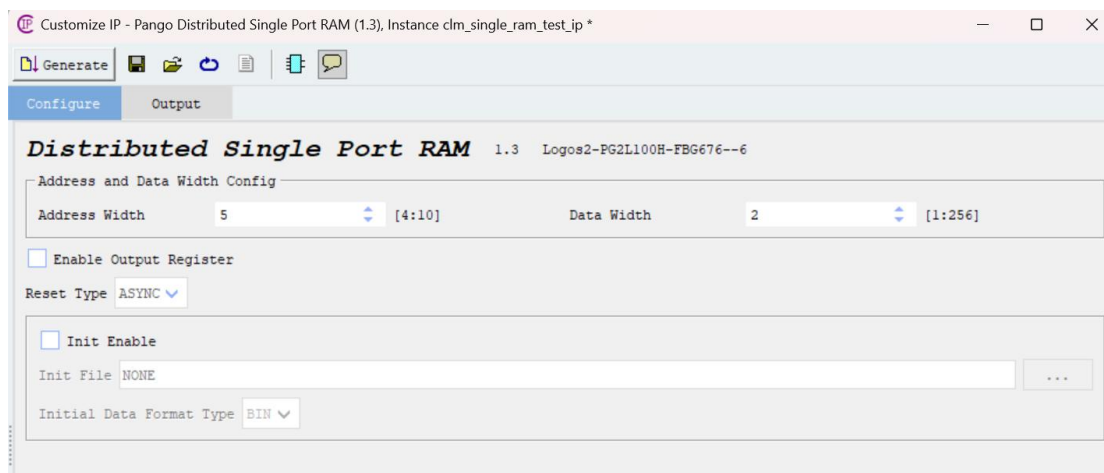 Customize IP - Pango Distributed Single Port RAM (1.3), Instance clm_single_ram_test_ip *
Generate
Configure Output
Distributed Single Port RAM 1.3 Logos2-PG2L100H-FBG676--6
Address and Data Width Config
Address Width 5 [4:10] Data Width 2 [1:256]
Enable Output Register
Reset Type ASYNC
Init Enable
Init File NONE ...
Initial Data Format Type BIN